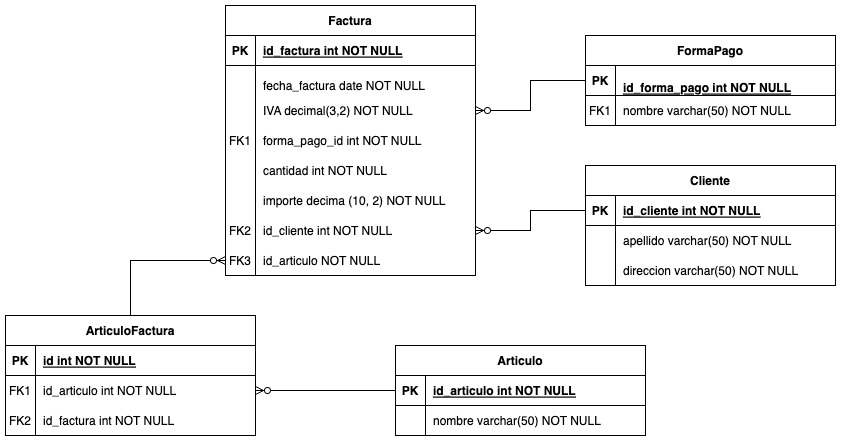 Factura
PK id_factura int NOT NULL
fecha_factura date NOT NULL
IVA decimal(3,2) NOT NULL
FK1 forma_pago_id int NOT NULL
cantidad int NOT NULL
importe decima (10, 2) NOT NULL
FK2 id_cliente int NOT NULL
FK3 id_articulo NOT NULL
FormaPago
PK id_forma_pago int NOT NULL
FK1 nombre varchar(50) NOT NULL
Cliente
PK id_cliente int NOT NULL
apellido varchar(50) NOT NULL
direccion varchar(50) NOT NULL
ArticuloFactura
PK id int NOT NULL
FK1 id_articulo int NOT NULL
FK2 id_factura int NOT NULL
Articulo
PK id_articulo int NOT NULL
nombre varchar(50) NOT NULL